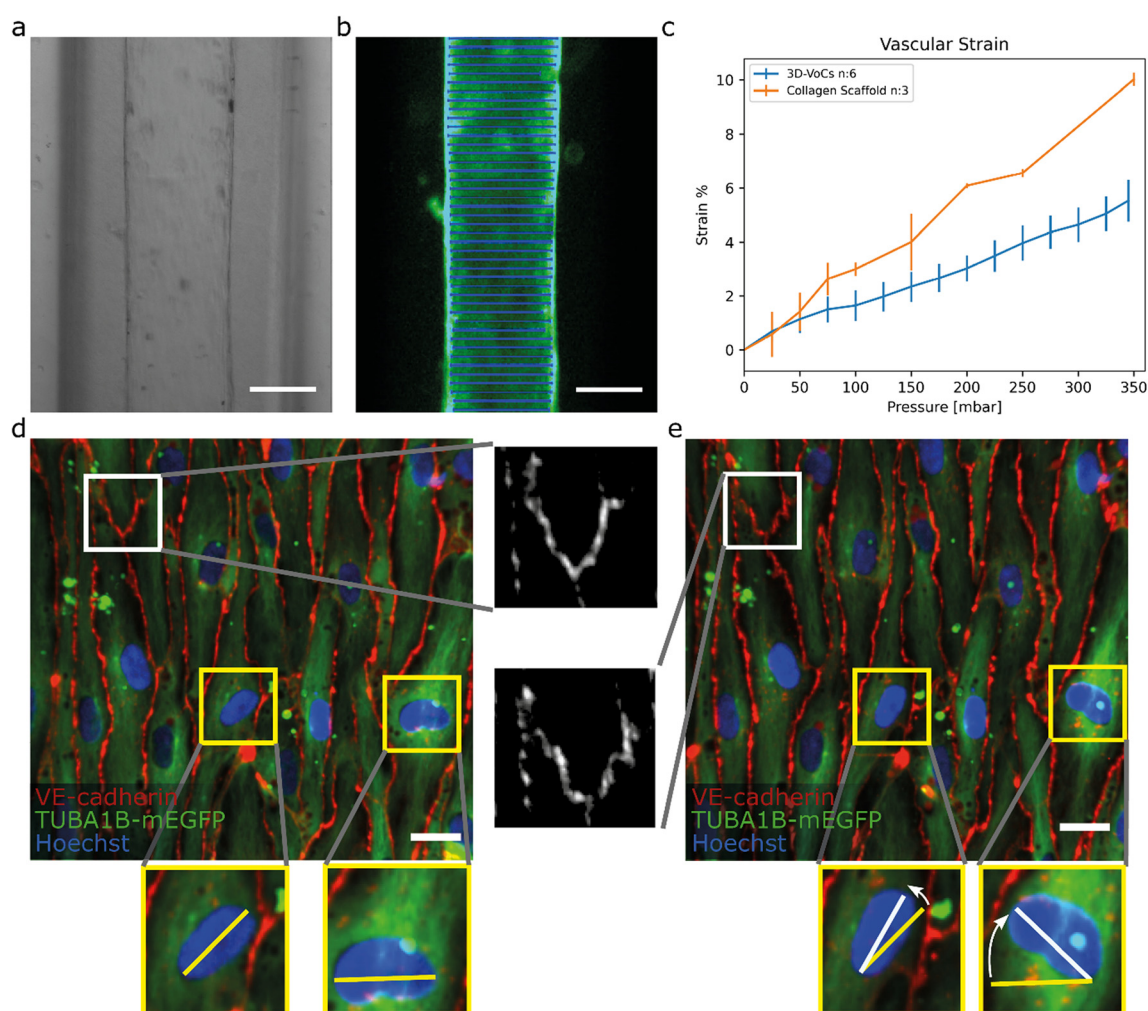 a
b
c
Vascular Strain
3D-VoCs n:6
Collagen Scaffold n:3
10
8
6
4
2
0
Strain %
0
50
100
150
200
250
300
350
Pressure [mbar]
d
e
VE-cadherin
TUBA1B-mEGFP
Hoechst
VE-cadherin
TUBA1B-mEGFP
Hoechst